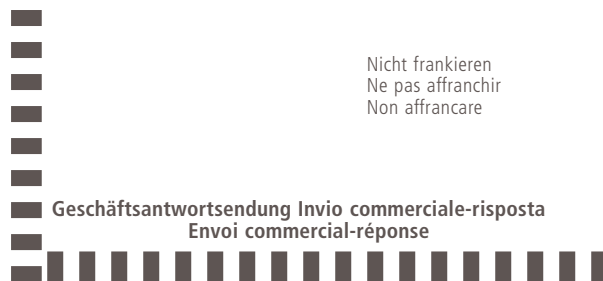 Nicht frankieren
Ne pas affranchir
Non affrancare
Geschäftsantwortsendung Invio commerciale-risposta
Envoi commercial-réponse